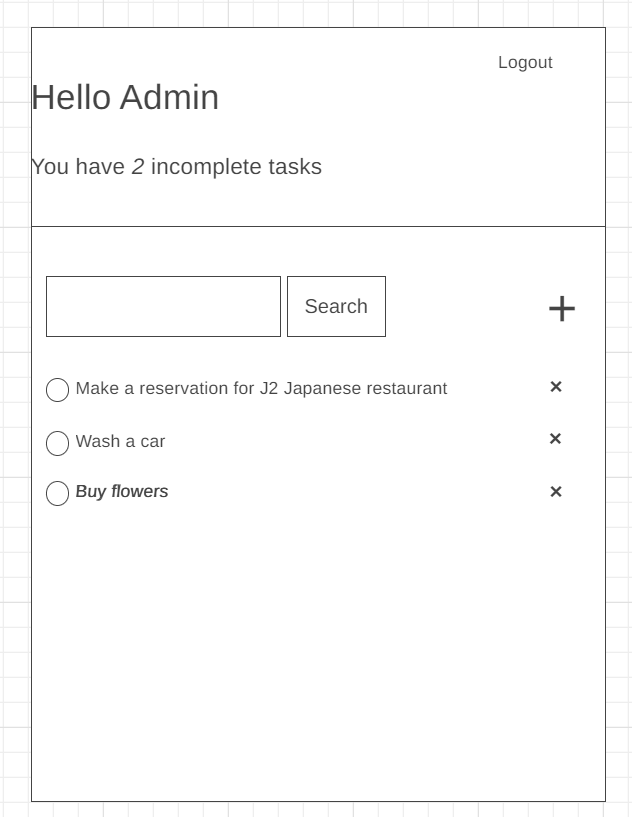 Logout
Hello Admin
You have 2 incomplete tasks
Search
Make a reservation for J2 Japanese restaurant
Wash a car
Buy flowers